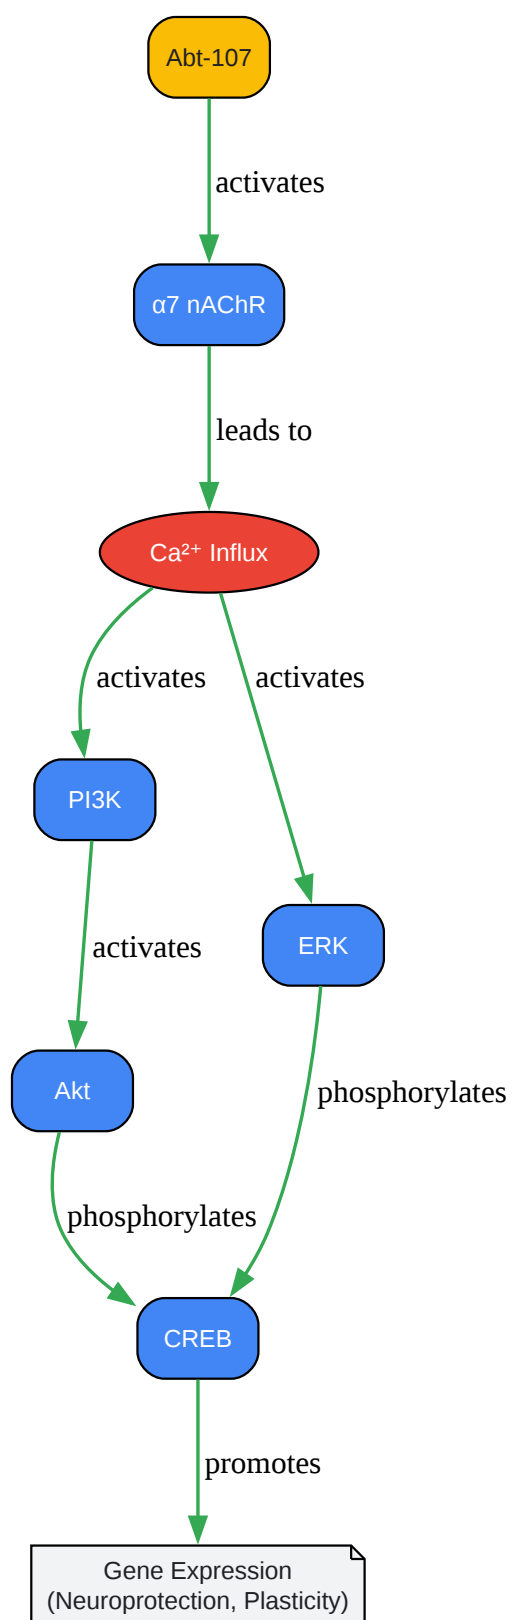 Abt-107
activates
α7 nAChR
leads to
Ca²⁺ Influx
activates
activates
PI3K
activates
ERK
Akt
phosphorylates
phosphorylates
CREB
promotes
Gene Expression
(Neuroprotection, Plasticity)